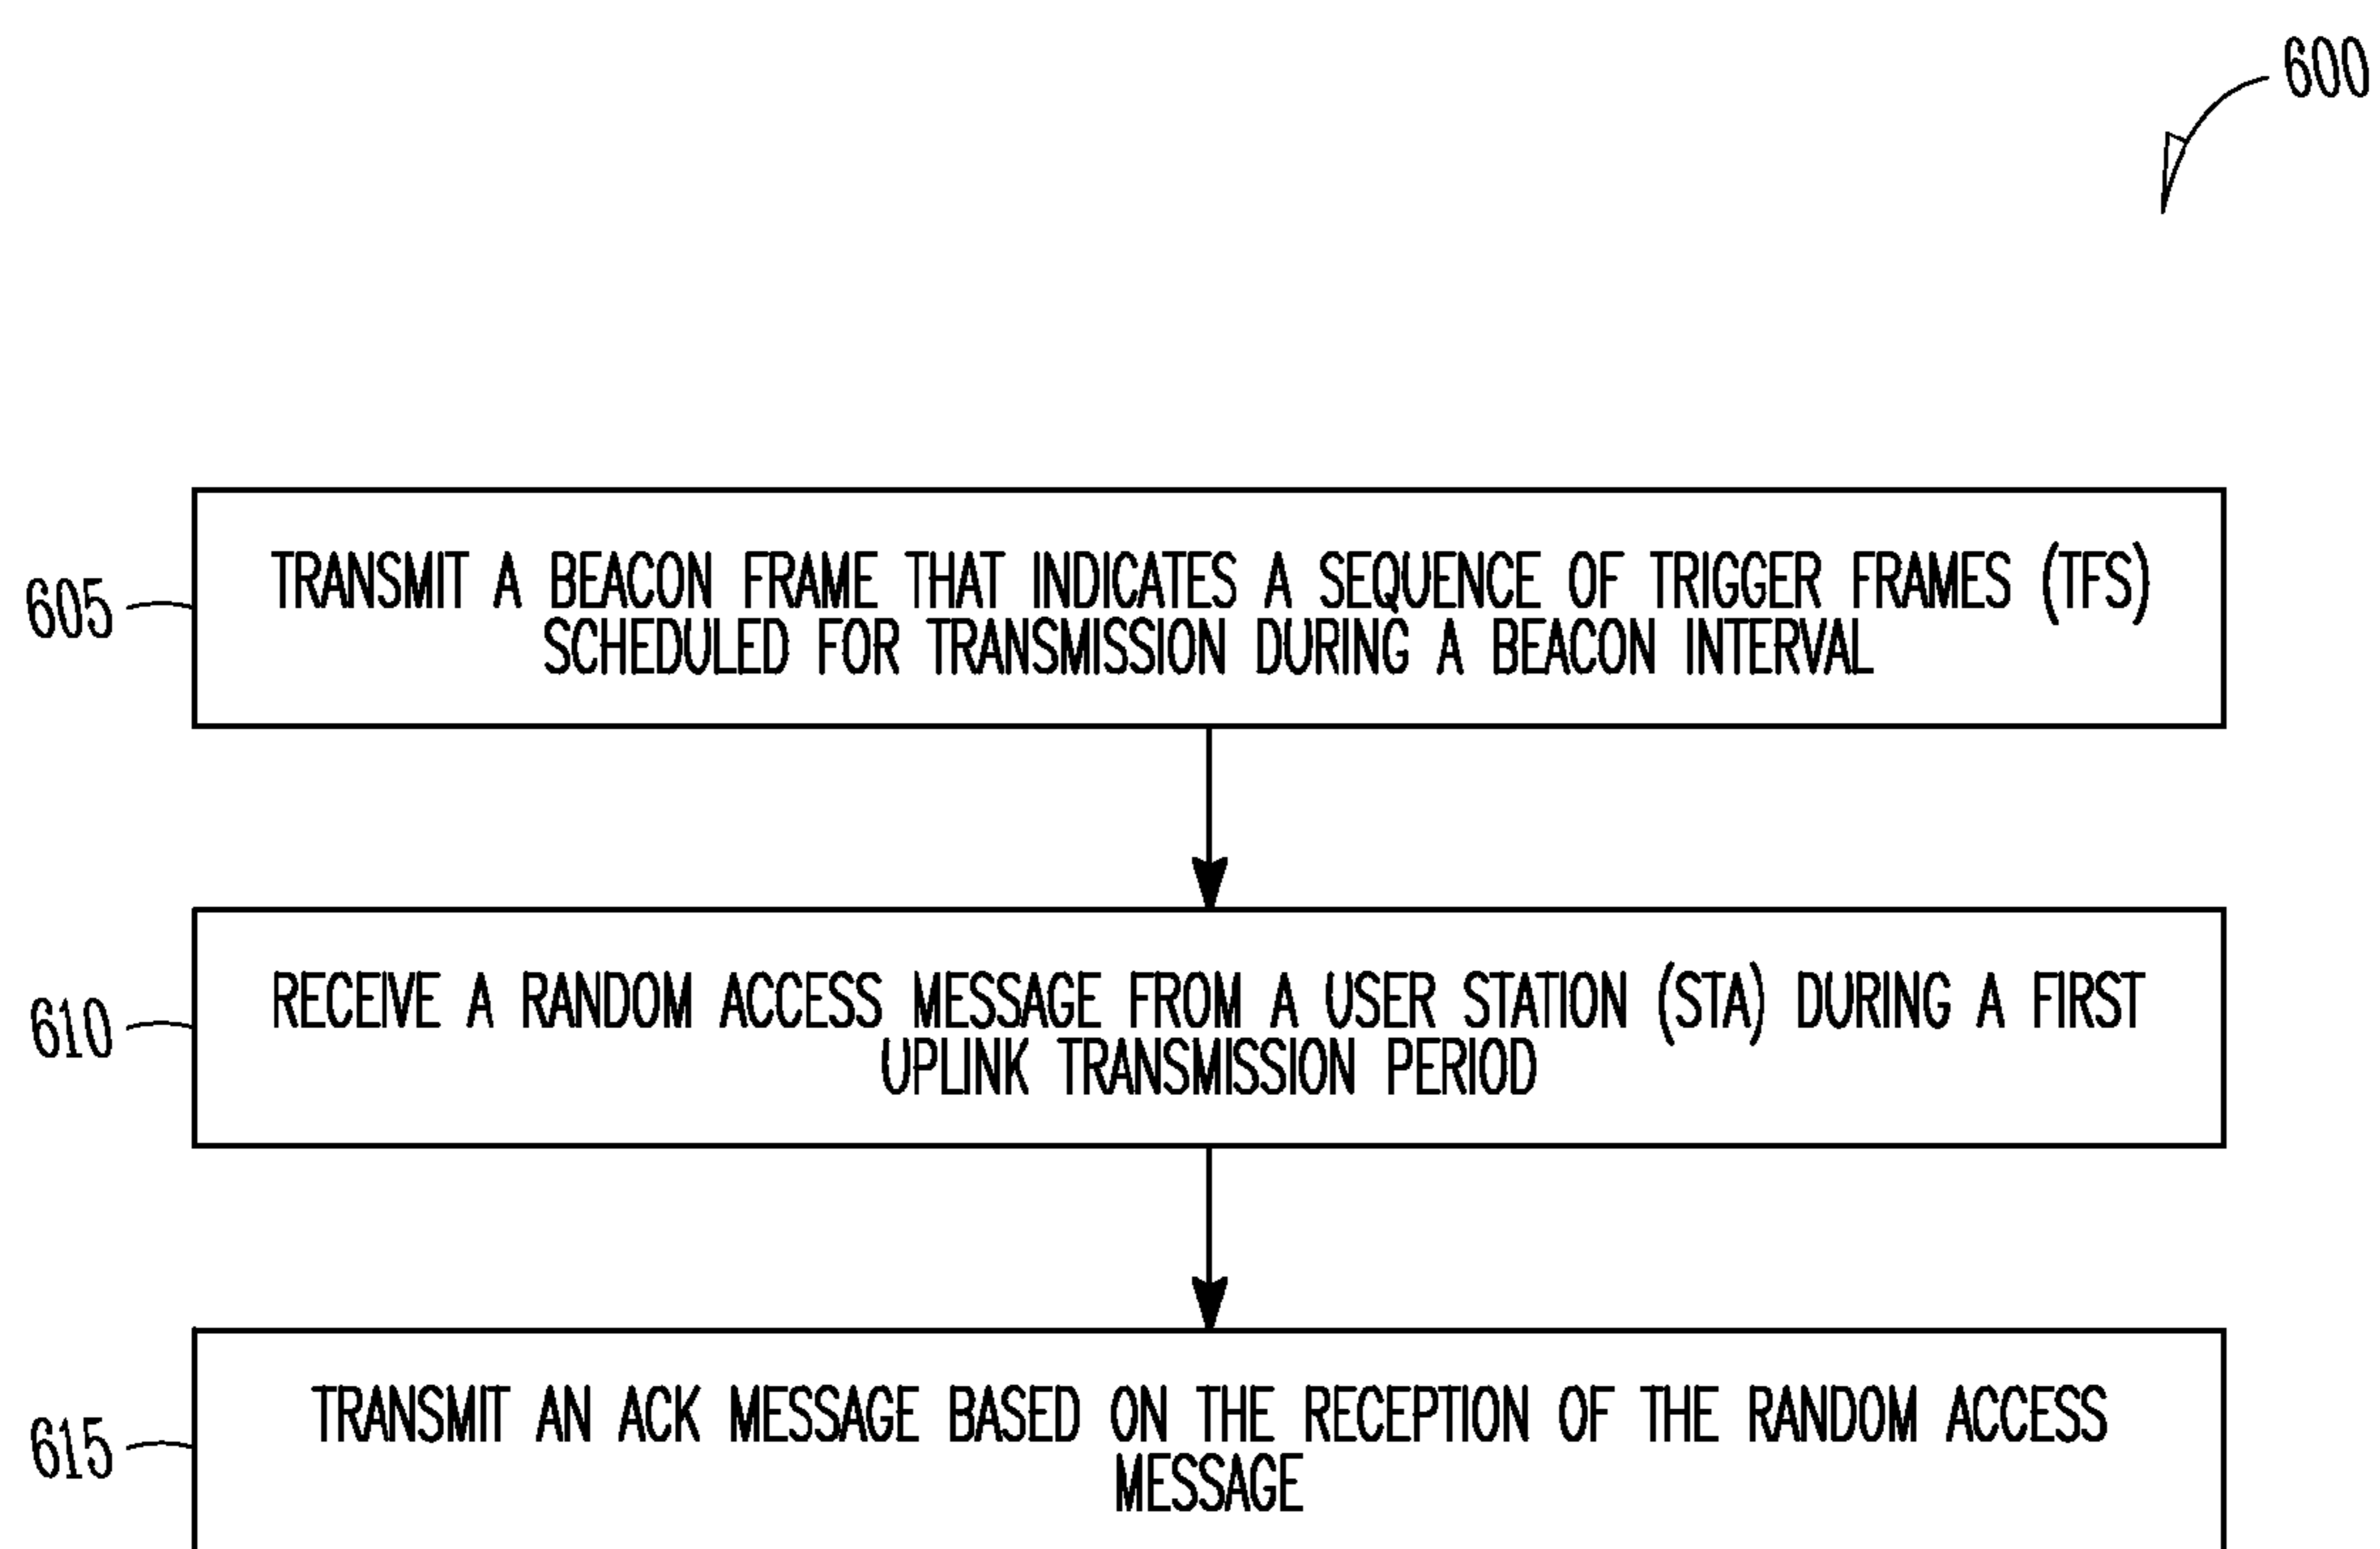 600
605
TRANSMIT A BEACON FRAME THAT INDICATES A SEQUENCE OF TRIGGER FRAMES (TFS)
SCHEDULED FOR TRANSMISSION DURING A BEACON INTERVAL
610
RECEIVE A RANDOM ACCESS MESSAGE FROM A USER STATION (STA) DURING A FIRST
UPLINK TRANSMISSION PERIOD
615
TRANSMIT AN ACK MESSAGE BASED ON THE RECEPTION OF THE RANDOM ACCESS
MESSAGE